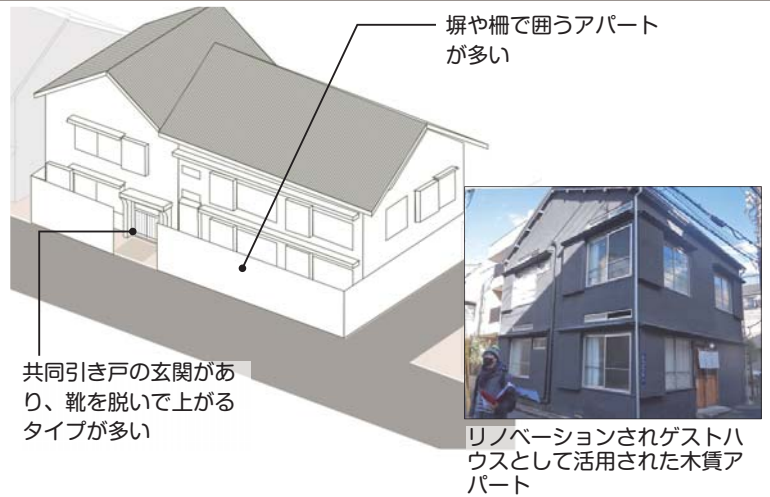 塀や柵で囲うアパート
が多い
共同引き戸の玄関があ
り、靴を脱いで上がる
タイプが多い
リノベーションされゲストハ
ウスとして活用された木賃ア
パート